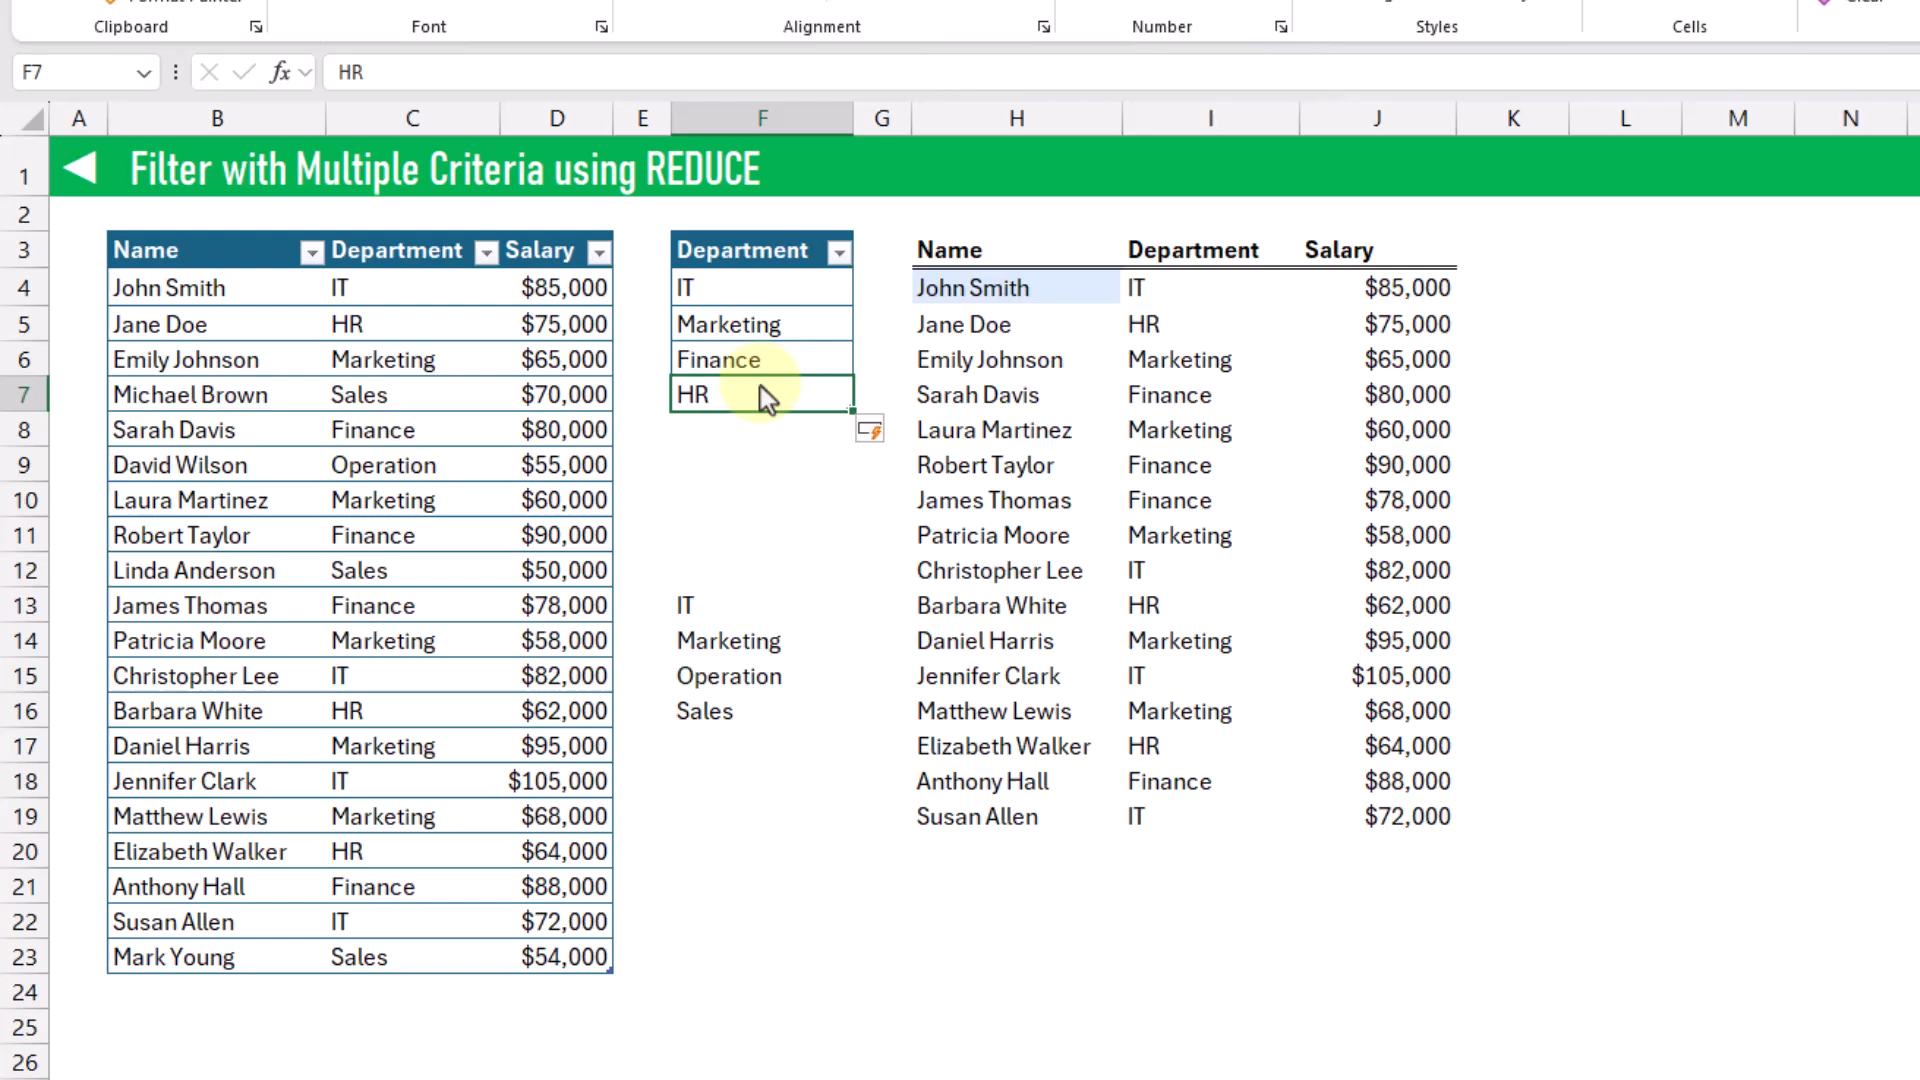 Clipboard Font Alignment Number Styles Cells
F7 fx HR
A B C D E F G H I J K L M N
1 Filter with Multiple Criteria using REDUCE
2
3 Name Department Salary Department Name Department Salary
4 John Smith IT $85,000 IT John Smith IT $85,000
5 Jane Doe HR $75,000 Marketing Jane Doe HR $75,000
6 Emily Johnson Marketing $65,000 Finance Emily Johnson Marketing $65,000
7 Michael Brown Sales $70,000 HR Sarah Davis Finance $80,000
8 Sarah Davis Finance $80,000 Laura Martinez Marketing $60,000
9 David Wilson Operation $55,000 Robert Taylor Finance $90,000
10 Laura Martinez Marketing $60,000 James Thomas Finance $78,000
11 Robert Taylor Finance $90,000 Patricia Moore Marketing $58,000
12 Linda Anderson Sales $50,000 Christopher Lee IT $82,000
13 James Thomas Finance $78,000 IT Barbara White HR $62,000
14 Patricia Moore Marketing $58,000 Marketing Daniel Harris Marketing $95,000
15 Christopher Lee IT $82,000 Operation Jennifer Clark IT $105,000
16 Barbara White HR $62,000 Sales Matthew Lewis Marketing $68,000
17 Daniel Harris Marketing $95,000 Elizabeth Walker HR $64,000
18 Jennifer Clark IT $105,000 Anthony Hall Finance $88,000
19 Matthew Lewis Marketing $68,000 Susan Allen IT $72,000
20 Elizabeth Walker HR $64,000
21 Anthony Hall Finance $88,000
22 Susan Allen IT $72,000
23 Mark Young Sales $54,000
24
25
26